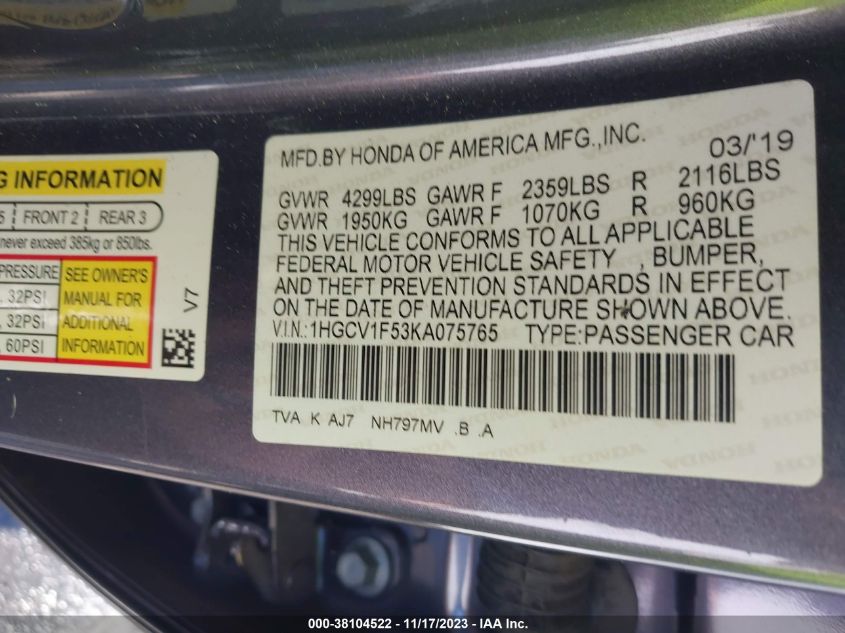 G INFORMATION
5 FRONT 2 REAR 3
never exceed 385kg or 850lbs.
PRESSURE
, 32PSI
, 32PSI
, 60PSI
SEE OWNER'S
MANUAL FOR
ADDITIONAL
INFORMATION
V7
MFD.BY HONDA OF AMERICA MFG.,INC. 03/'19
GVWR 4299LBS GAWR F 2359LBS R 2116LBS
GVWR 1950KG GAWR F 1070KG R 960KG
THIS VEHICLE CONFORMS TO ALL APPLICABLE
FEDERAL MOTOR VEHICLE SAFETY , BUMPER,
AND THEFT PREVENTION STANDARDS IN EFFECT
ON THE DATE OF MANUFACTURE SHOWN ABOVE.
V.I.N.:1HGCV1F53KA075765 TYPE:PASSENGER CAR
TVA K AJ7 NH797MV .B .A
000-38104522 - 11/17/2023 - IAA Inc.